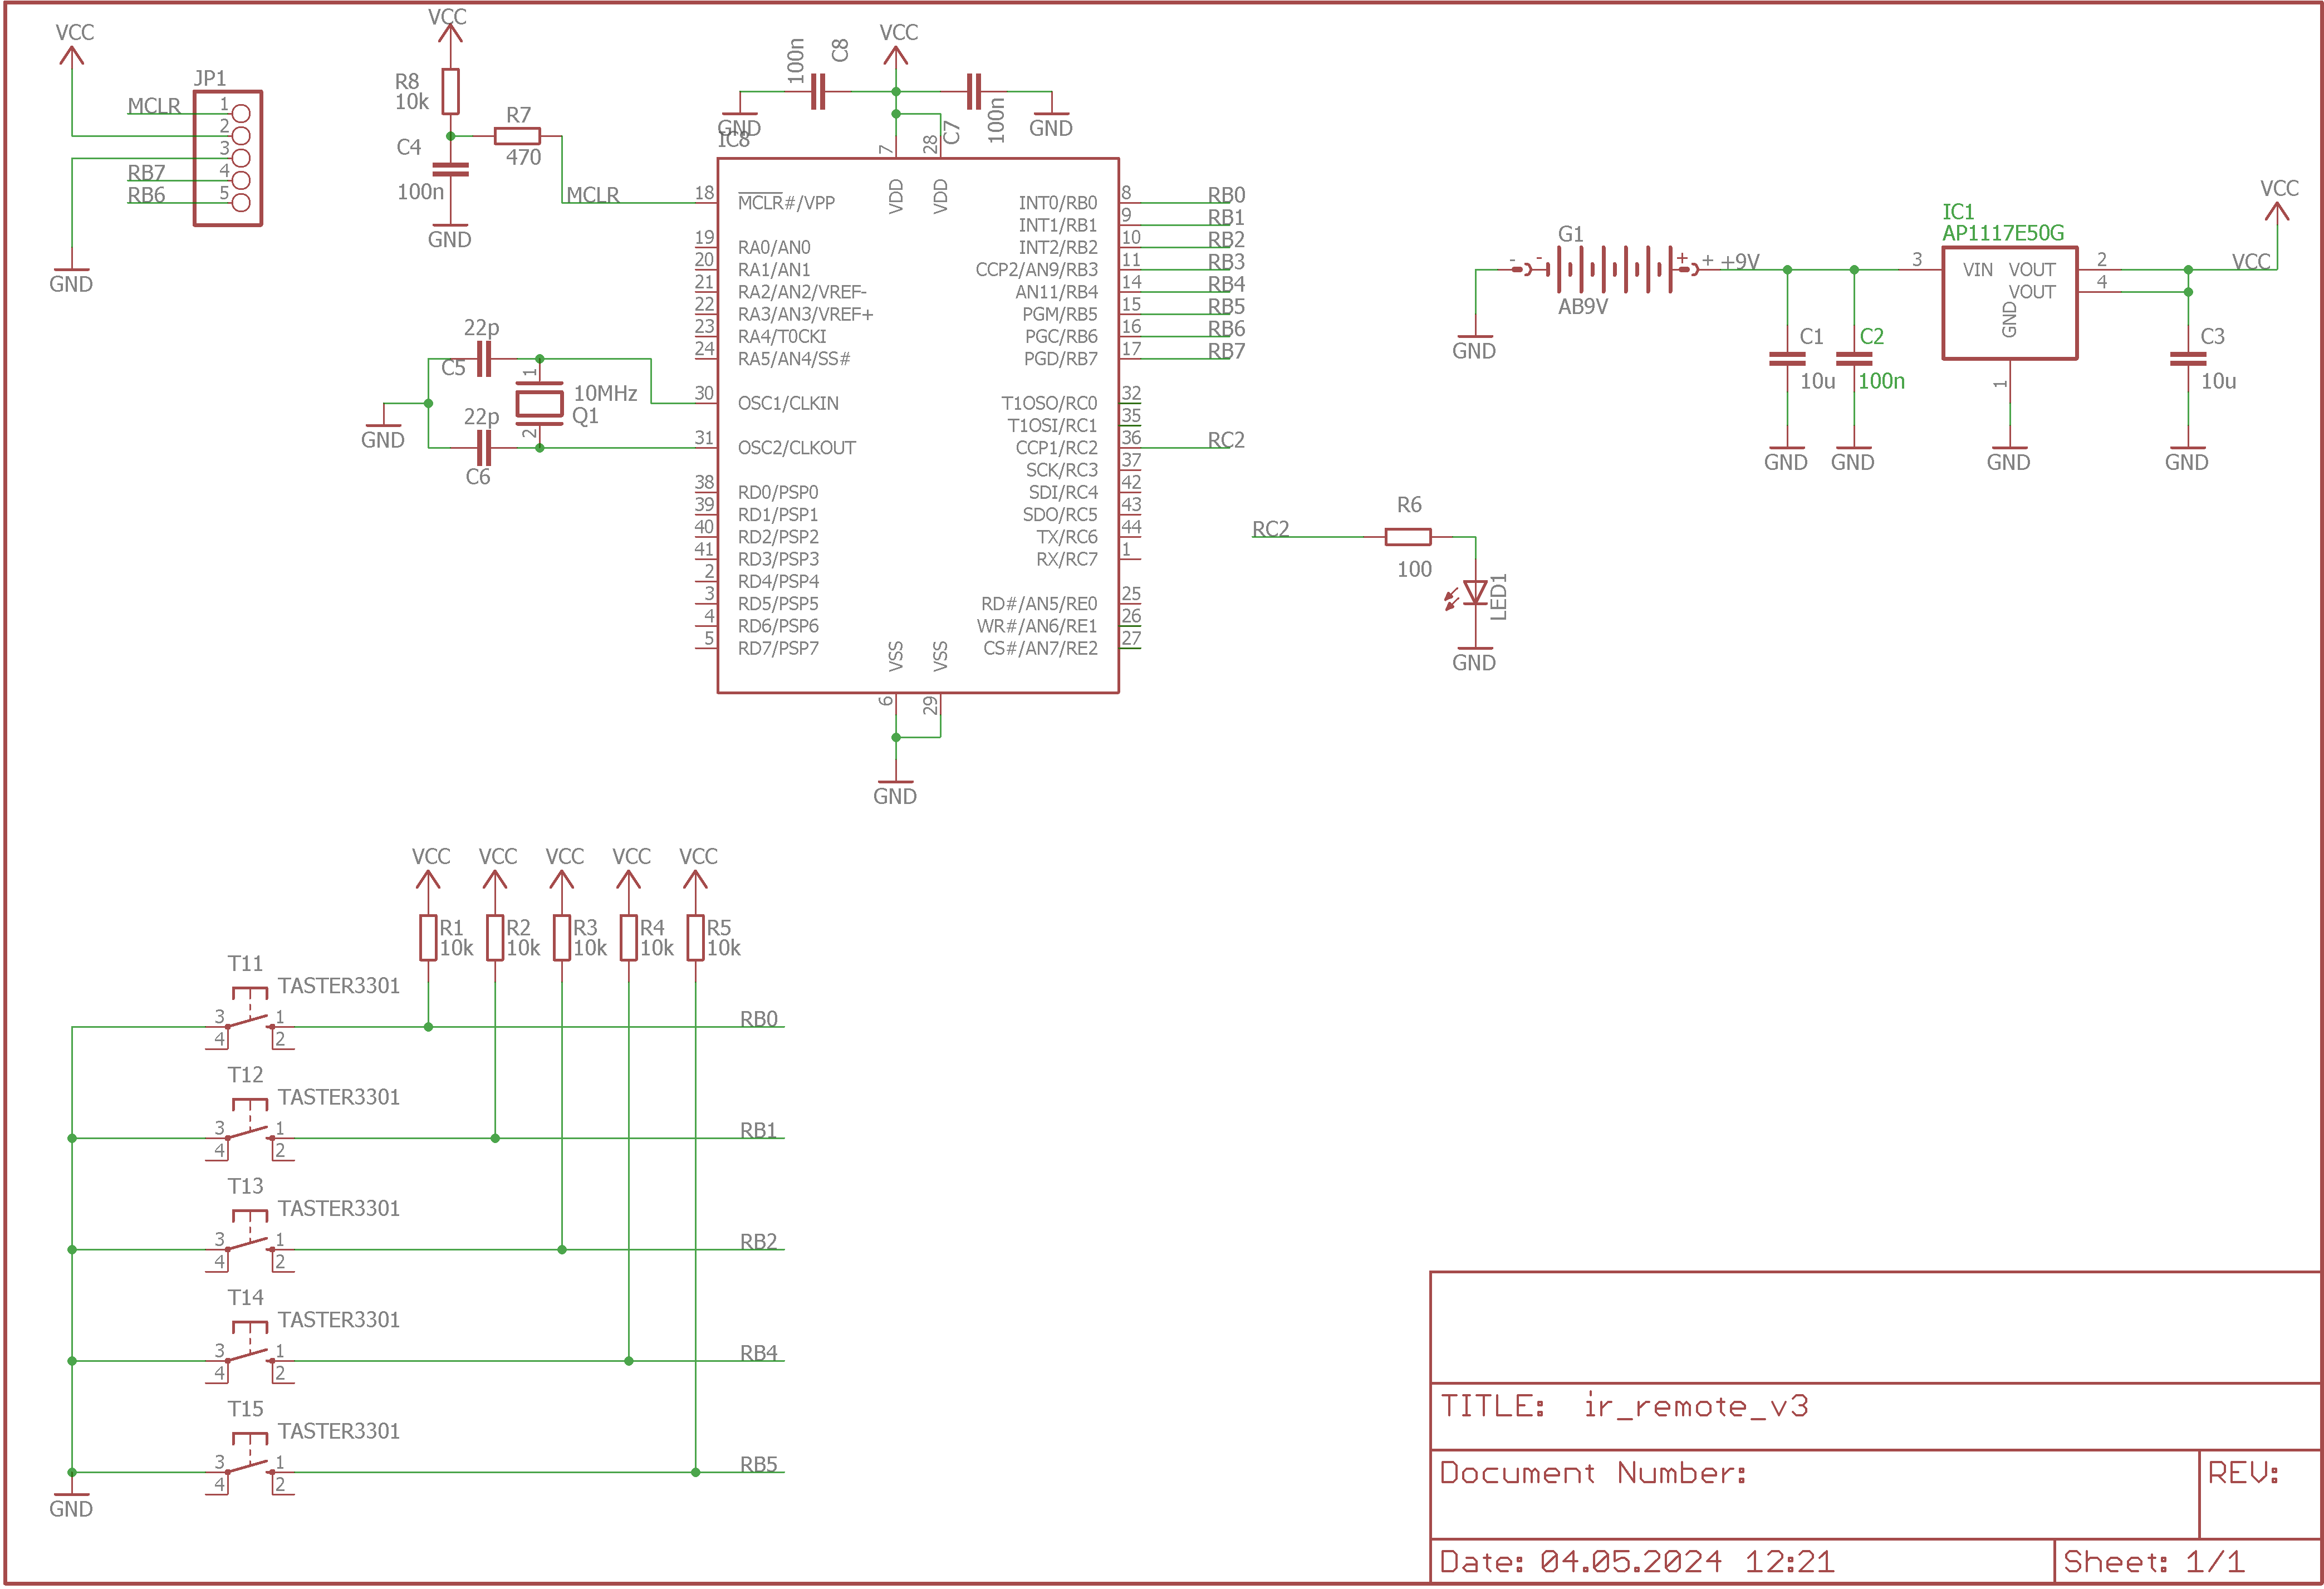 VCC
JP1
MCLR 1
2
3
RB7 4
RB6 5
GND
VCC
R8
10k
R7
470
C4
100n
GND
MCLR
22p
C5
1
10MHz
Q1
22p
2
C6
GND
100n
C8
VCC
C7
100n
GND
GND
IC8
7
28
VDD
VDD
18 MCLR#/VPP
19 RA0/AN0
20 RA1/AN1
21 RA2/AN2/VREF-
22 RA3/AN3/VREF+
23 RA4/T0CKI
24 RA5/AN4/SS#
30 OSC1/CLKIN
31 OSC2/CLKOUT
38 RD0/PSP0
39 RD1/PSP1
40 RD2/PSP2
41 RD3/PSP3
2 RD4/PSP4
3 RD5/PSP5
4 RD6/PSP6
5 RD7/PSP7
INT0/RB0 8 RB0
INT1/RB1 9 RB1
INT2/RB2 10 RB2
CCP2/AN9/RB3 11 RB3
AN11/RB4 14 RB4
PGM/RB5 15 RB5
PGC/RB6 16 RB6
PGD/RB7 17 RB7
T1OSO/RC0 32
T1OSI/RC1 35
CCP1/RC2 36 RC2
SCK/RC3 37
SDI/RC4 42
SDO/RC5 43
TX/RC6 44
RX/RC7 1
RD#/AN5/RE0 25
WR#/AN6/RE1 26
CS#/AN7/RE2 27
VSS
VSS
6
29
GND
G1
- - + + +9V
AB9V
GND
C1
10u
GND
C2
100n
GND
IC1
AP1117E50G
3 VIN VOUT 2
VOUT 4
GND
1
GND
VCC
VCC
C3
10u
GND
RC2
R6
100
LED1
GND
VCC VCC VCC VCC VCC
R1 R2 R3 R4 R5
10k 10k 10k 10k 10k
T11
TASTER3301
3 1 RB0
4 2
T12
TASTER3301
3 1 RB1
4 2
T13
TASTER3301
3 1 RB2
4 2
T14
TASTER3301
3 1 RB4
4 2
T15
TASTER3301
3 1 RB5
4 2
GND
TITLE: ir_remote_v3
Document Number:
REV:
Date: 04.05.2024 12:21
Sheet: 1/1